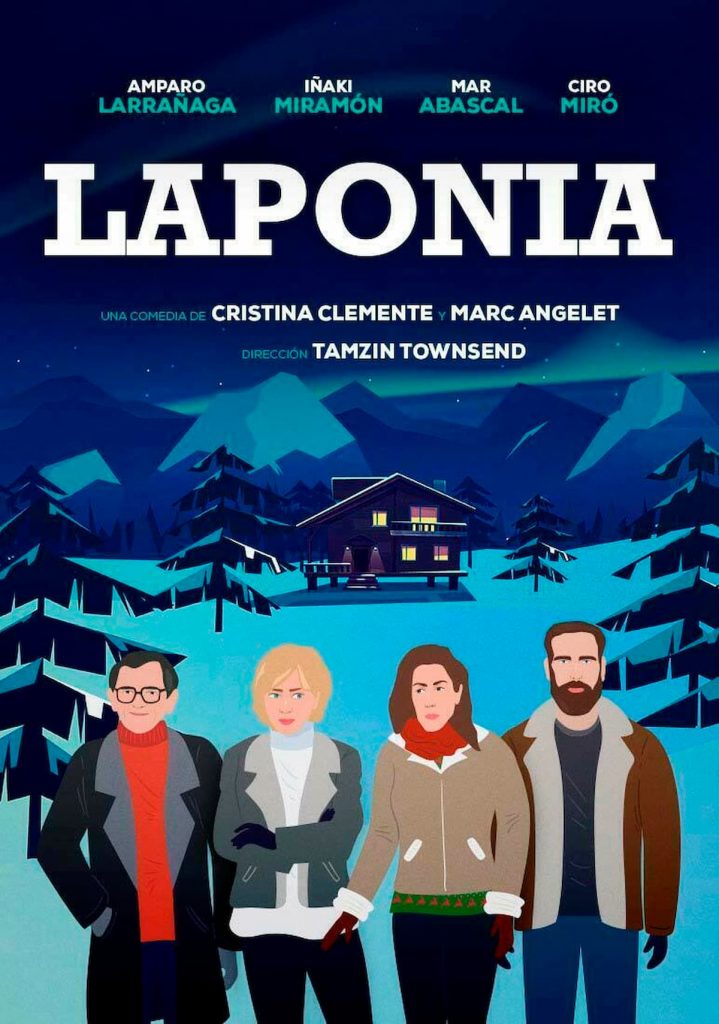 AMPARO IÑAKI MAR CIRO
LARRAÑAGA MIRAMÓN ABASCAL MIRÓ
LAPONIA
UNA COMEDIA DE CRISTINA CLEMENTE Y MARC ANGELET
DIRECCIÓN TAMZIN TOWNSEND